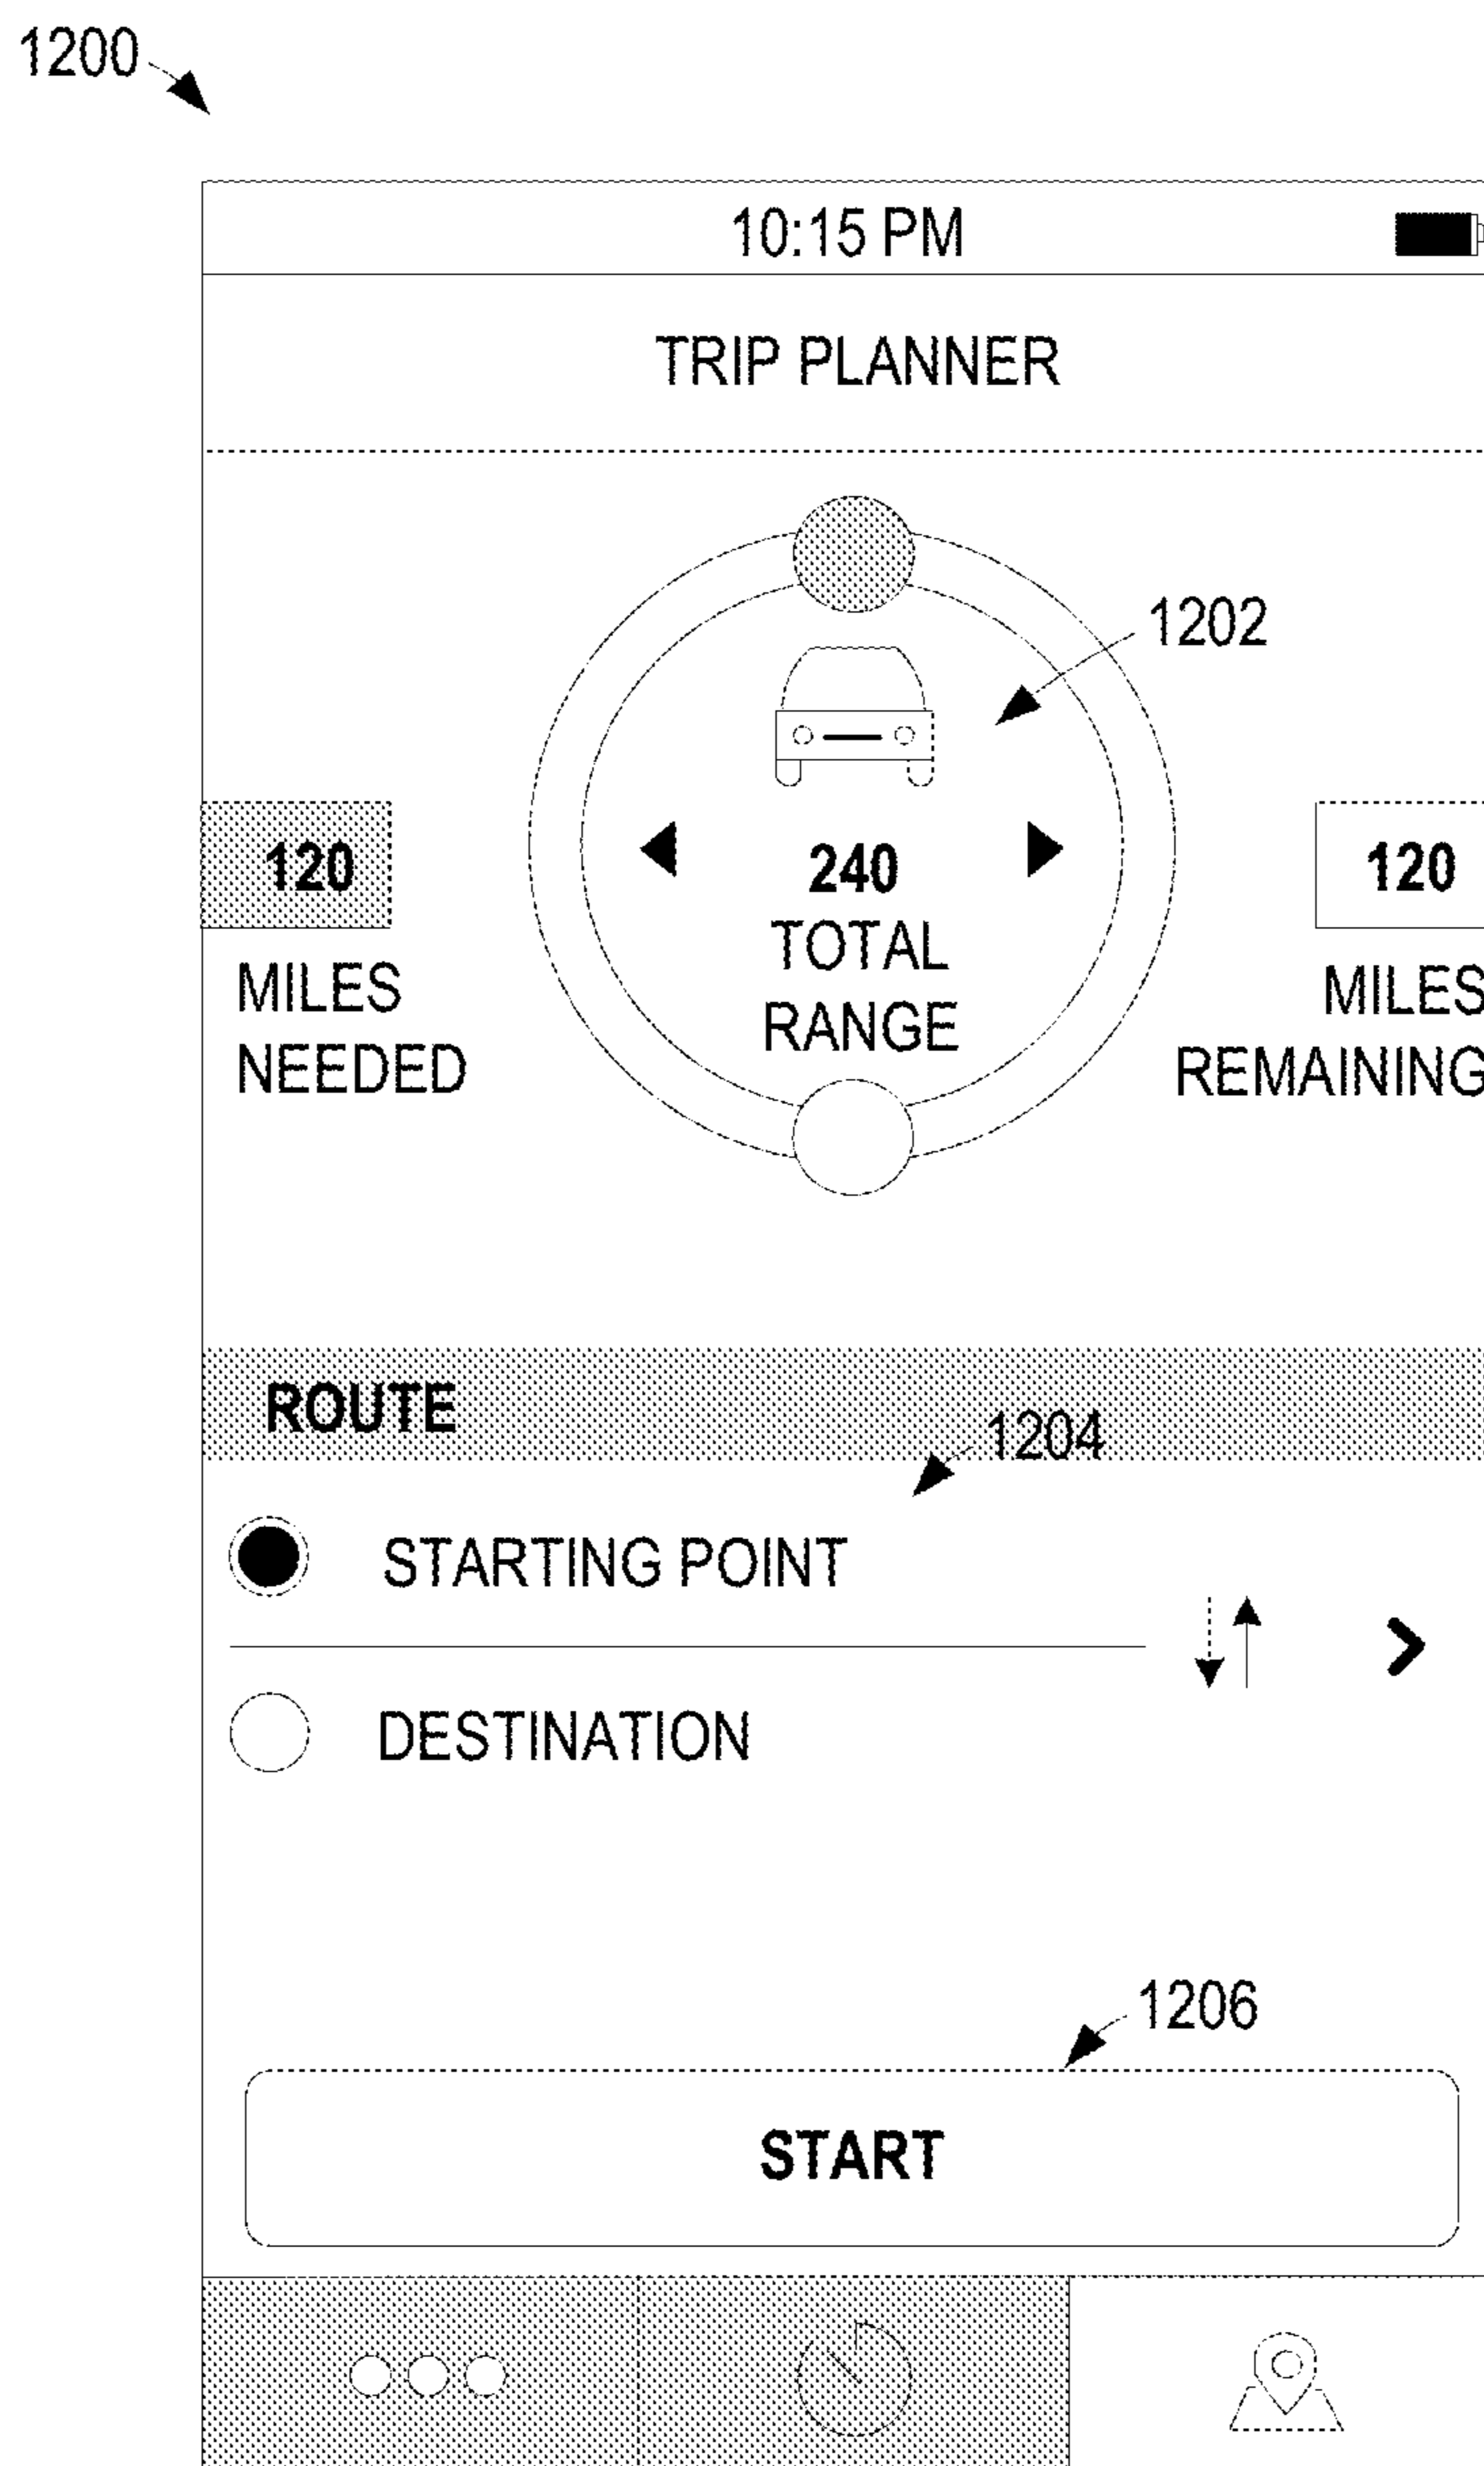 1200
10:15 PM
TRIP PLANNER
1202
120
240
120
MILES
NEEDED
TOTAL
RANGE
MILES
REMAINING
ROUTE
1204
STARTING POINT
DESTINATION
1206
START